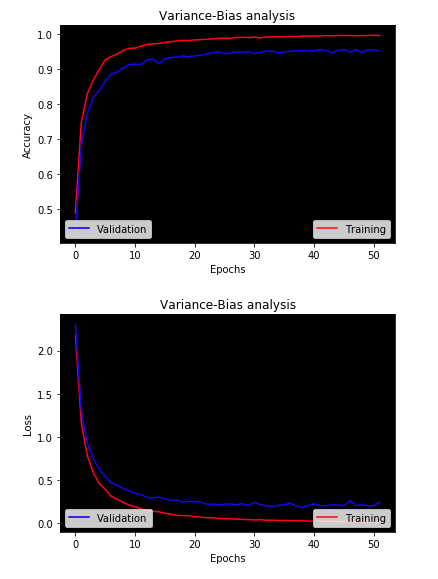 Variance-Bias analysis
1.0
0.9
0.8
0.7
0.6
0.5
Accuracy
Validation
Training
0 10 20 30 40 50
Epochs
Variance-Bias analysis
2.0
1.5
1.0
0.5
0.0
Loss
Validation
Training
0 10 20 30 40 50
Epochs